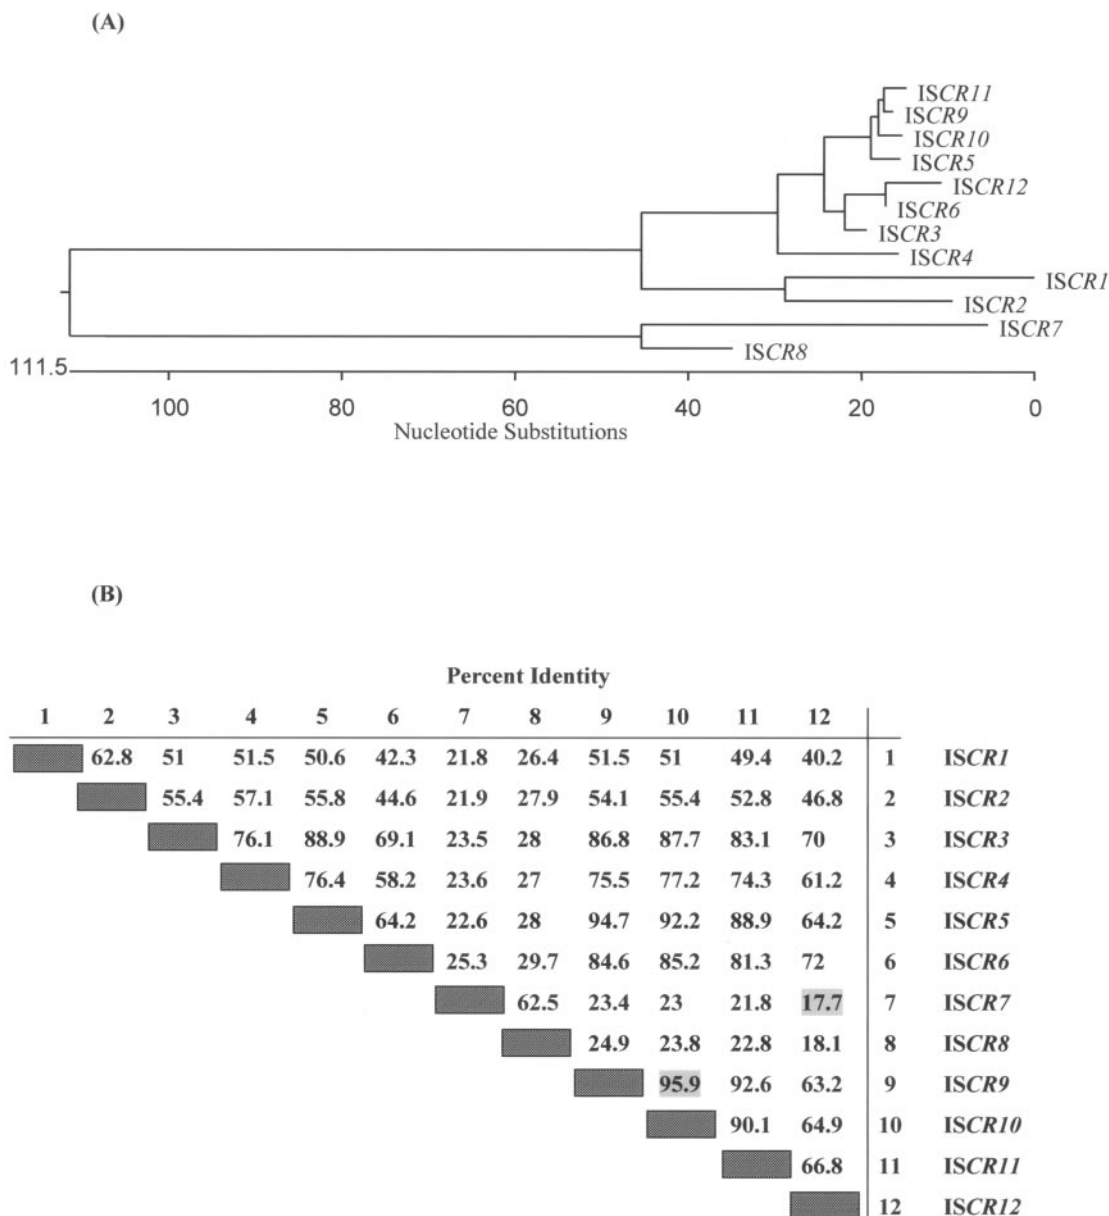 (A)
ISCR11
ISCR9
ISCR10
ISCR5
ISCR12
ISCR6
ISCR3
ISCR4
ISCR1
ISCR2
ISCR7
ISCR8
111.5
100 80 60 40 20 0
Nucleotide Substitutions
(B)
Percent Identity
1 2 3 4 5 6 7 8 9 10 11 12
62.8 51 51.5 50.6 42.3 21.8 26.4 51.5 51 49.4 40.2 1 ISCR1
55.4 57.1 55.8 44.6 21.9 27.9 54.1 55.4 52.8 46.8 2 ISCR2
76.1 88.9 69.1 23.5 28 86.8 87.7 83.1 70 3 ISCR3
76.4 58.2 23.6 27 75.5 77.2 74.3 61.2 4 ISCR4
64.2 22.6 28 94.7 92.2 88.9 64.2 5 ISCR5
25.3 29.7 84.6 85.2 81.3 72 6 ISCR6
62.5 23.4 23 21.8 17.7 7 ISCR7
24.9 23.8 22.8 18.1 8 ISCR8
95.9 92.6 63.2 9 ISCR9
90.1 64.9 10 ISCR10
66.8 11 ISCR11
12 ISCR12